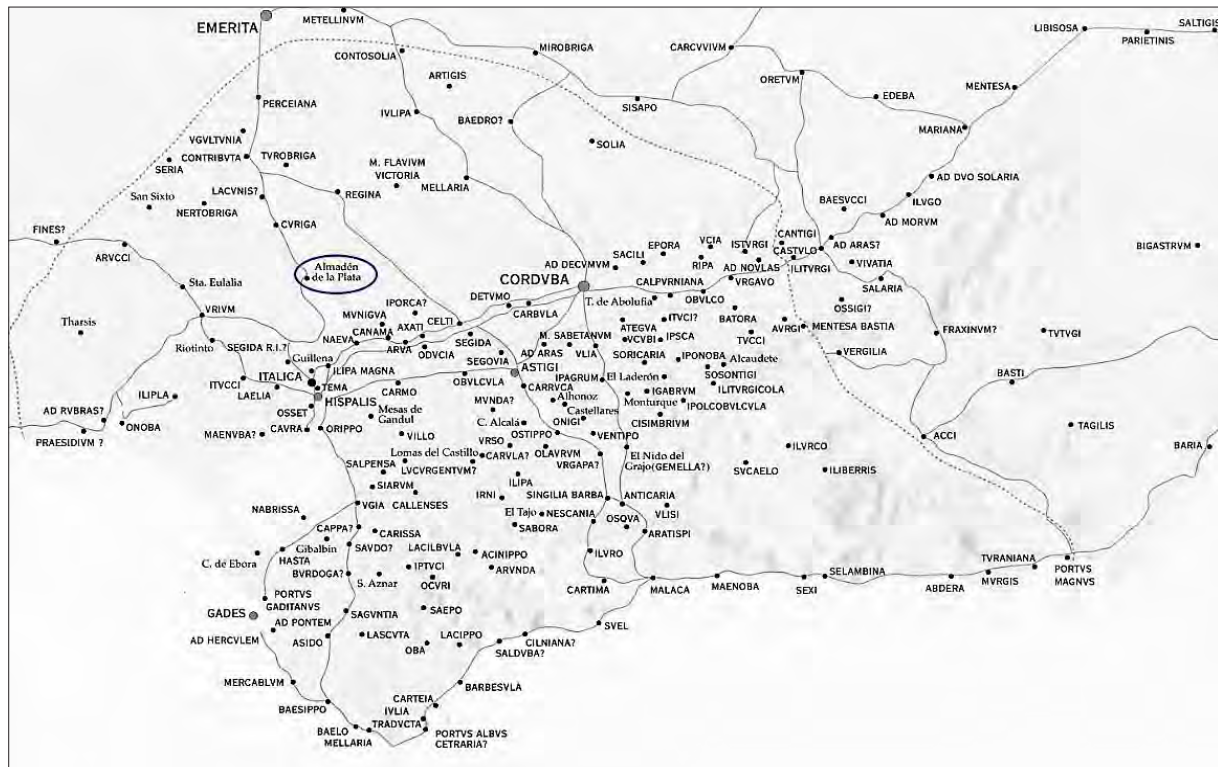 EMERITA
METELLINVM
CONTOSOLIA
MIROBRIGA
CARCVVIVM
LIBISOSA
PARIETINIS
SALTIGIS
ARTIGIS
ORETVM
EDEBA
MENTESA
PERCEIANA
IVLIPA
BAEDRO?
SISAPO
MARIANA
VGVLTVNIA
CONTRIBVTA
TVROBRIGA
SERIA
SOLIA
M. FLAVIVM
VICTORIA
MELLARIA
AD DVO SOLARIA
LACVNIS?
REGINA
San Sixto
NERTOBRIGA
BAESVCCI
ILVGO
AD MORVM
CVRIGA
FINES?
ARVCCI
Almadén
de la Plata
EPORA
VCIA
ISTVRGI
CANTIGI
CASTVLO
AD ARAS?
BIGASTRVM
SACILI
AD DECVMVM
RIPA
AD NOVLAS
ILITVRGI
VIVATIA
Sta. Eulalia
CORDVBA
CALPVRNIANA
VRGAVO
SALARIA
T. de Abolufia
OBVLCO
OSSIGI?
IPORCA?
DETVMO
CARBVLA
VRIVM
MVNIGVA
CELTI
ITVCI?
BATORA
AVRGI
MENTESA BASTIA
FRAXINVM?
TVTVGI
Tharsis
CANAMA
AXATI
ATEGVA
VCVBI
IPSCA
TVCCI
NAEVA
ARVA
ODVCIA
SEGIDA
M. SABETANVM
VLIA
Riotinto
SEGIDA R.I.?
SEGOVIA
AD ARAS
SORICARIA
IPONOBA
Alcaudete
VERGILIA
Guillena
ILIPA MAGNA
ASTIGI
SOSONTIGI
ITVCCI
ITALICA
TEMA
OBVLCVLA
IPAGRUM
El Laderón
ILITVRGICOLA
BASTI
LAELIA
CARMO
CARRVCA
IGABRVM
ILIPLA
HISPALIS
MVNDA?
Alhonoz
Monturque
IPOLCOBVLCVLA
AD RVBRAS?
OSSET
Mesas de
Gandul
Castellares
CISIMBRIVM
ONOBA
C. Alcalá
ONIGI
TAGILIS
PRAESIDIVM ?
MAENVBA?
CAVRA
ORIPPO
VILLO
OSTIPPO
VENTIPO
ACCI
VRSO
ILVRCO
BARIA
Lomas del Castillo
CARVLA?
OLAVRVM
VRGAPA?
El Nido del
Grajo(GEMELLA?)
SVCAELO
ILIBERRIS
SALPENSA
LVCVRGENTVM?
ILIPA
SIARVM
CALLENSES
IRNI
SINGILIA BARBA
ANTICARIA
NABRISSA
VGIA
El Tajo
NESCANIA
VLISI
CAPPA?
CARISSA
SABORA
OSQVA
ARATISPI
Gibalbin
C. de Ebora
HASTA
SAVDO?
LACILBVLA
ACINIPPO
ILVRO
TVRANIANA
BVRDOGA?
IPTVCI
ARVNDA
PORTVS
MAGNVS
S. Aznar
OCVRI
CARTIMA
MALACA
MAENOBA
SEXI
SELAMBINA
ABDERA
MVRGIS
PORTVS
GADITANVS
GADES
SAGVNTIA
SAEPO
AD PONTEM
SVEL
AD HERCVLEM
ASIDO
LASCVTA
OBA
LACIPPO
CILNIANA?
SALDVBA?
MERCABLVM
BARBESVLA
BAESIPPO
CARTEIA
IVLIA
TRADVCTA
BAELO
MELLARIA
PORTVS ALBVS
CETRARIA?